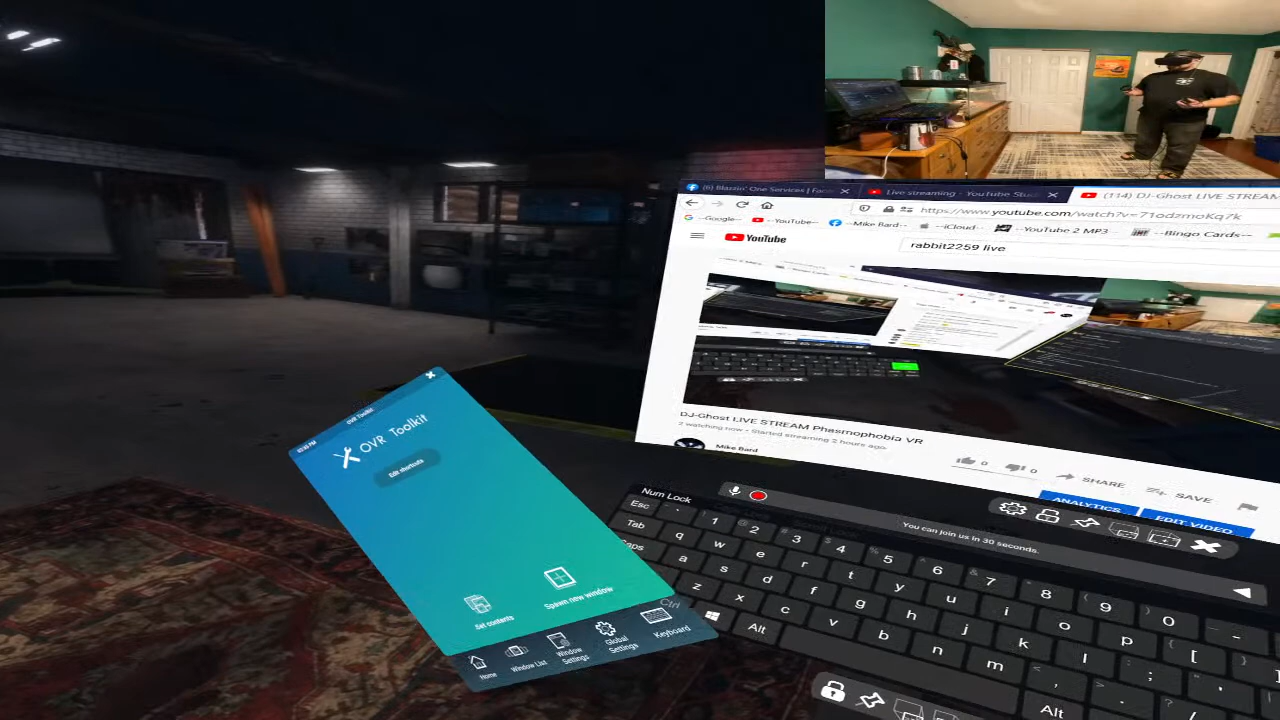 (6) Blazzin' One Services | Fac
Live streaming - YouTube Stu
(114) DJ-Ghost LIVE STREAM
https://www.youtube.com/watch?v=71odzmoKq7k
--Google--
--YouTube--
--Mike Bard--
--iCloud--
--YouTube 2 MP3
--Bingo Cards--
YouTube
rabbit2259 live
DJ-Ghost LIVE STREAM Phasmophobia VR
2 watching now • Started streaming 2 hours ago
0
0
SHARE
SAVE
Mike Bard
ANALYTICS
EDIT VIDEO
OVR Toolkit
OVR Toolkit
Edit shortcuts
Set contents
Spawn new window
Home
Window List
Window Settings
Global Settings
Keyboard
Num Lock
You can join us in 30 seconds.
Esc ` 1 2 3 4 5 6 7 8 9 0 -
Tab q w e r t y u i o p [ ]
Caps a s d f g h j k l ; '
z x c v b n m , . /
Ctrl
Alt
Alt